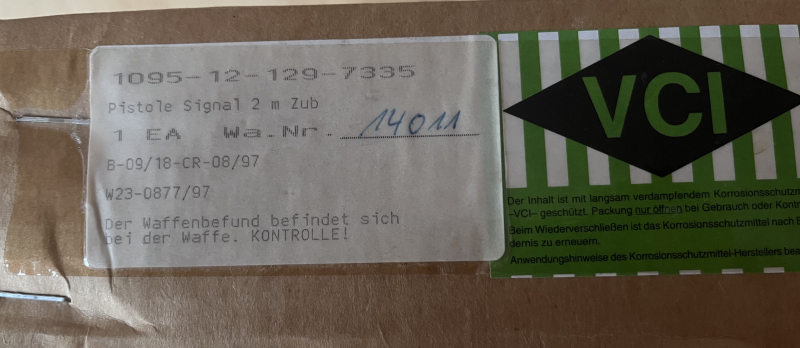 1095-12-129-7335
Pistole Signal 2 m Zub
1 EA Wa.Nr. 14011
B-09/18-CR-08/97
W23-0877/97
Der Waffenbefund befindet sich
bei der Waffe. KONTROLLE!
VCI
Der Inhalt ist mit langsam verdampfendem Korrosionsschutzm
–VCI– geschützt. Packung nur öffnen bei Gebrauch oder Kont
Beim Wiederverschließen ist das Korrosionsschutzmittel nach
dernis zu erneuern.
Anwendungshinweise des Korrosionsschutzmittel-Herstellers bea